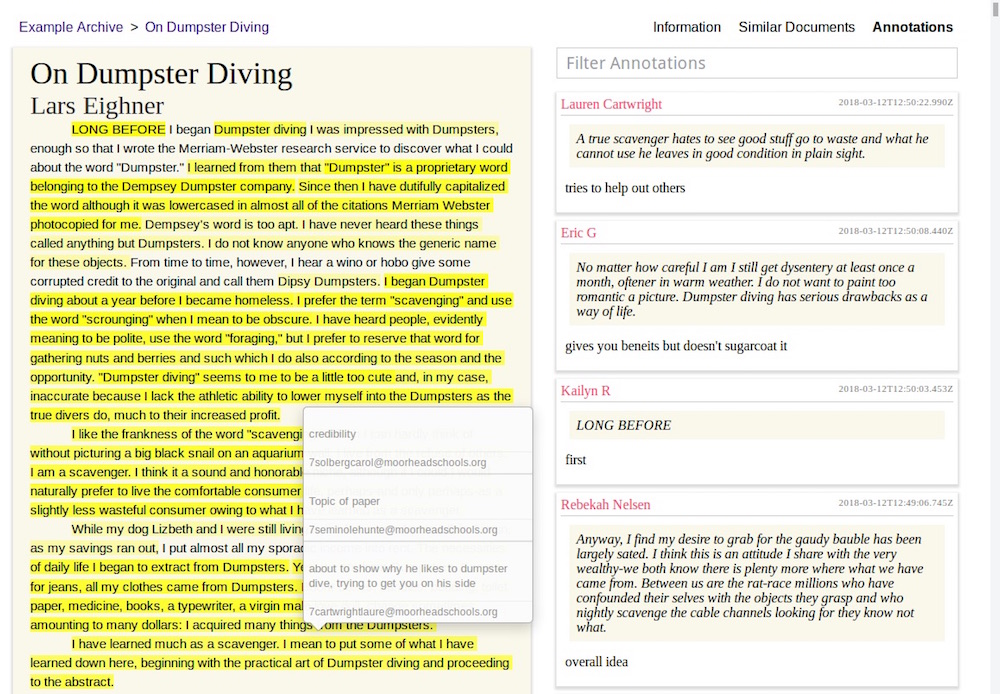 Example Archive > On Dumpster Diving
Information Similar Documents Annotations
On Dumpster Diving
Lars Eighner
LONG BEFORE I began Dumpster diving I was impressed with Dumpsters,
enough so that I wrote the Merriam-Webster research service to discover what I could
about the word "Dumpster." I learned from them that "Dumpster" is a proprietary word
belonging to the Dempsey Dumpster company. Since then I have dutifully capitalized
the word although it was lowercased in almost all of the citations Merriam Webster
photocopied for me. Dempsey's word is too apt. I have never heard these things
called anything but Dumpsters. I do not know anyone who knows the generic name
for these objects. From time to time, however, I hear a wino or hobo give some
corrupted credit to the original and call them Dipsy Dumpsters. I began Dumpster
diving about a year before I became homeless. I prefer the term "scavenging" and use
the word "scrounging" when I mean to be obscure. I have heard people, evidently
meaning to be polite, use the word "foraging," but I prefer to reserve that word for
gathering nuts and berries and such which I do also according to the season and the
opportunity. "Dumpster diving" seems to me to be a little too cute and, in my case,
inaccurate because I lack the athletic ability to lower myself into the Dumpsters as the
true divers do, much to their increased profit.
I like the frankness of the word "scavengi
without picturing a big black snail on an aquarium
I am a scavenger. I think it a sound and honorabl
naturally prefer to live the comfortable consumer
slightly less wasteful consumer owing to what I h
While my dog Lizbeth and I were still living
as my savings ran out, I put almost all my sporad
of daily life I began to extract from Dumpsters. Ye
for jeans, all my clothes came from Dumpsters. 
paper, medicine, books, a typewriter, a virgin mal
amounting to many dollars: I acquired many things from the Dumpsters.
I have learned much as a scavenger. I mean to put some of what I have
learned down here, beginning with the practical art of Dumpster diving and proceeding
to the abstract.
credibility
7solbergcarol@moorheadschools.org
Topic of paper
7seminolehunte@moorheadschools.org
about to show why he likes to dumpster
dive, trying to get you on his side
7cartwrightlaure@moorheadschools.org
Filter Annotations
Lauren Cartwright 2018-03-12T12:50:22.990Z
A true scavenger hates to see good stuff go to waste and what he
cannot use he leaves in good condition in plain sight.
tries to help out others
Eric G 2018-03-12T12:50:08.440Z
No matter how careful I am I still get dysentery at least once a
month, oftener in warm weather. I do not want to paint too
romantic a picture. Dumpster diving has serious drawbacks as a
way of life.
gives you beneits but doesn't sugarcoat it
Kailyn R 2018-03-12T12:50:03.453Z
LONG BEFORE
first
Rebekah Nelsen 2018-03-12T12:49:06.745Z
Anyway, I find my desire to grab for the gaudy bauble has been
largely sated. I think this is an attitude I share with the very
wealthy-we both know there is plenty more where what we have
came from. Between us are the rat-race millions who have
confounded their selves with the objects they grasp and who
nightly scavenge the cable channels looking for they know not
what.
overall idea